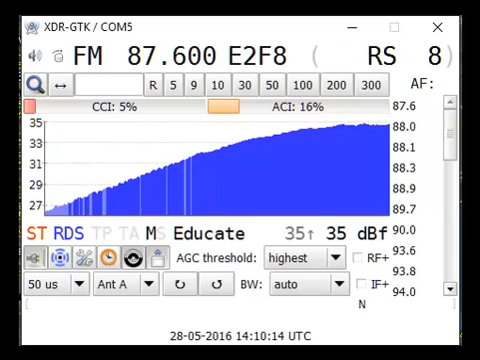 XDR-GTK / COM5
FM 87.600 E2F8 ( RS 8)
R 5 9 10 30 50 100 200 300 AF:
CCI: 5% ACI: 16% 87.6
35 88.0
33 88.1
31 88.3
29 88.9
27 89.7
ST RDS TP TA MS Educate 35↑ 35 dBf 90.0
AGC threshold: highest RF+ 93.6
93.8
50 us Ant A BW: auto IF+ 94.0
N
28-05-2016 14:10:14 UTC